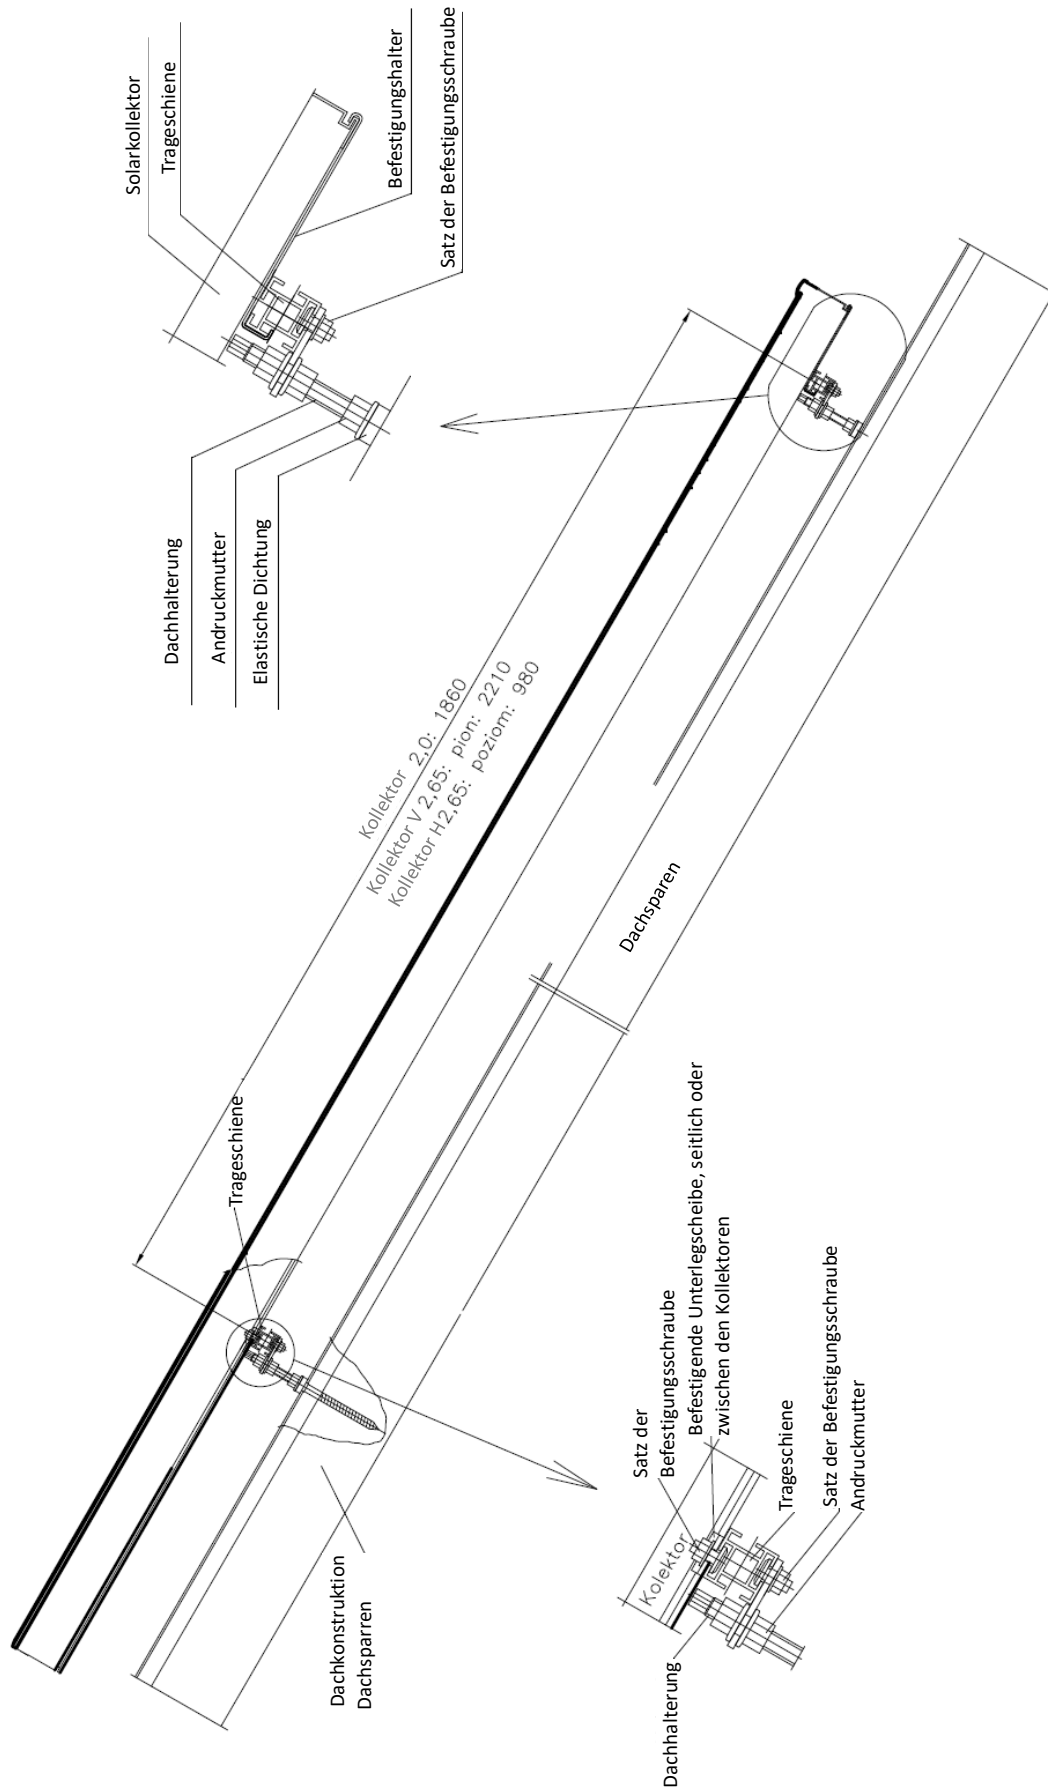 Solarkollektor
Trageschiene
Befestigungshalter
Satz der Befestigungsschraube
Dachhalterung
Andruckmutter
Elastische Dichtung
Kollektor 2,0: 1860
Kollektor V 2,65: pion: 2210
Kollektor H2,65: poziom: 980
Dachsparen
Trageschiene
Dachkonstruktion
Dachsparren
Satz der
Befestigungsschraube
Befestigende Unterlegscheibe, seitlich oder
zwischen den Kollektoren
Kolektor
Trageschiene
Satz der Befestigungsschraube
Andruckmutter
Dachhalterung